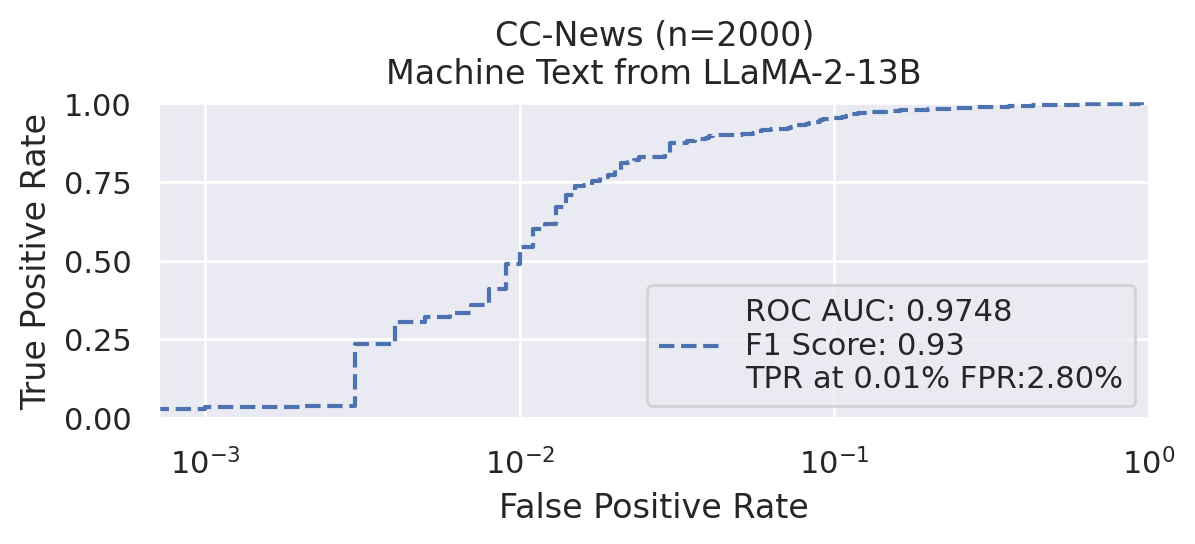 CC-News (n=2000)
Machine Text from LLaMA-2-13B
True Positive Rate
1.00
0.75
0.50
0.25
0.00
ROC AUC: 0.9748
F1 Score: 0.93
TPR at 0.01% FPR:2.80%
10⁻³ 10⁻² 10⁻¹ 10⁰
False Positive Rate